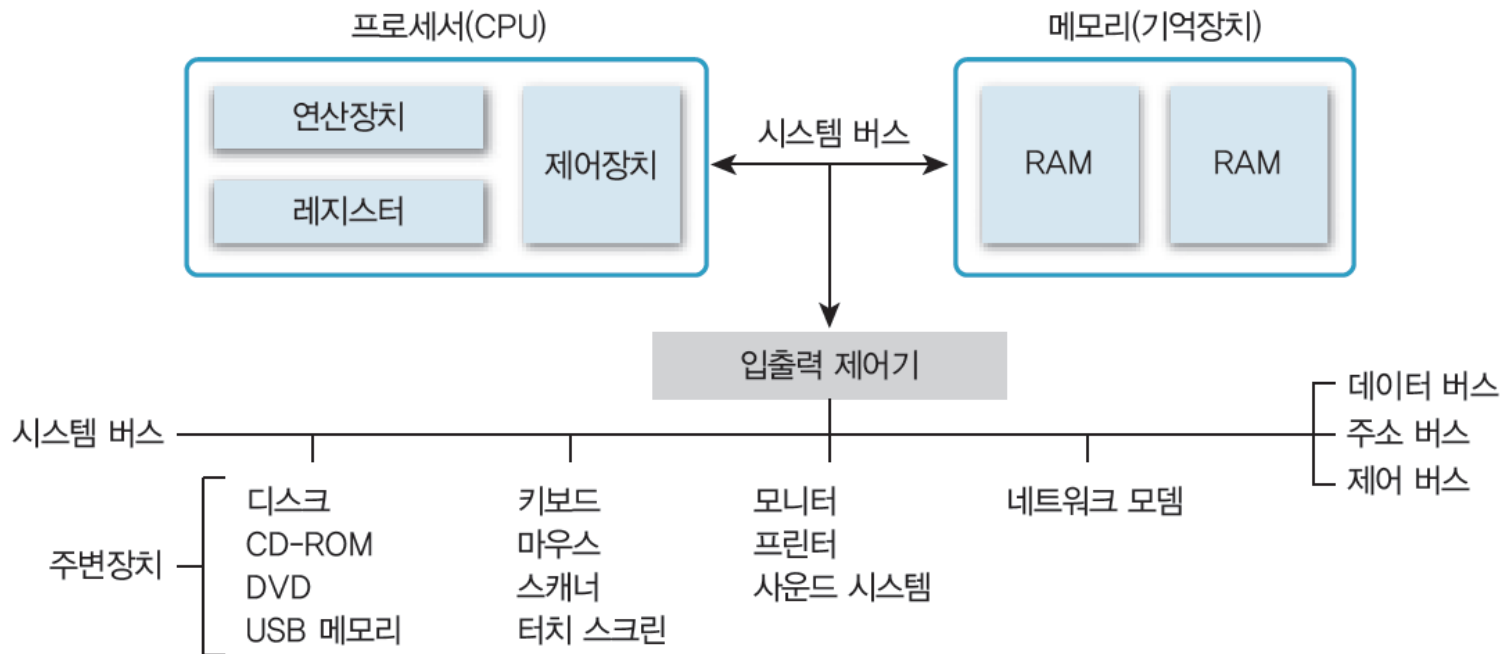 프로세서(CPU)
메모리(기억장치)
연산장치
레지스터
제어장치
시스템 버스
RAM
RAM
입출력 제어기
시스템 버스
데이터 버스
주소 버스
제어 버스
주변장치
디스크
CD-ROM
DVD
USB 메모리
키보드
마우스
스캐너
터치 스크린
모니터
프린터
사운드 시스템
네트워크 모뎀